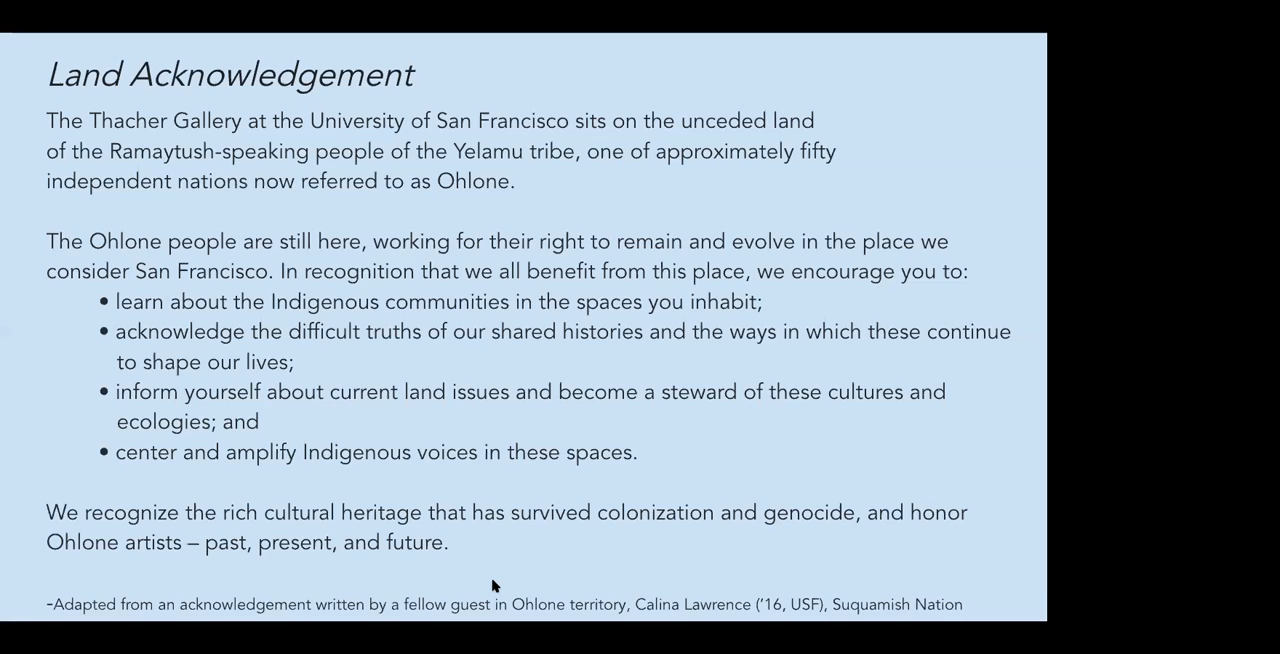 Land Acknowledgement
The Thacher Gallery at the University of San Francisco sits on the unceded land
of the Ramaytush-speaking people of the Yelamu tribe, one of approximately fifty
independent nations now referred to as Ohlone.
The Ohlone people are still here, working for their right to remain and evolve in the place we
consider San Francisco. In recognition that we all benefit from this place, we encourage you to:
• learn about the Indigenous communities in the spaces you inhabit;
• acknowledge the difficult truths of our shared histories and the ways in which these continue
to shape our lives;
• inform yourself about current land issues and become a steward of these cultures and
ecologies; and
• center and amplify Indigenous voices in these spaces.
We recognize the rich cultural heritage that has survived colonization and genocide, and honor
Ohlone artists – past, present, and future.
-Adapted from an acknowledgement written by a fellow guest in Ohlone territory, Calina Lawrence (’16, USF), Suquamish Nation